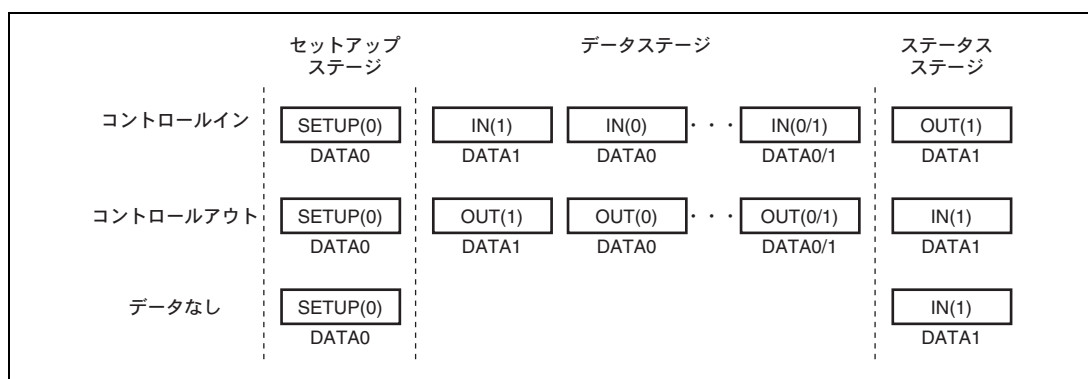 セットアップ
ステージ
データステージ
ステータス
ステージ
コントロールイン
SETUP(0)
IN(1)
IN(0)
・・・
IN(0/1)
OUT(1)
DATA0
DATA1
DATA0
DATA0/1
DATA1
コントロールアウト
SETUP(0)
OUT(1)
OUT(0)
・・・
OUT(0/1)
IN(1)
DATA0
DATA1
DATA0
DATA0/1
DATA1
データなし
SETUP(0)
IN(1)
DATA0
DATA1